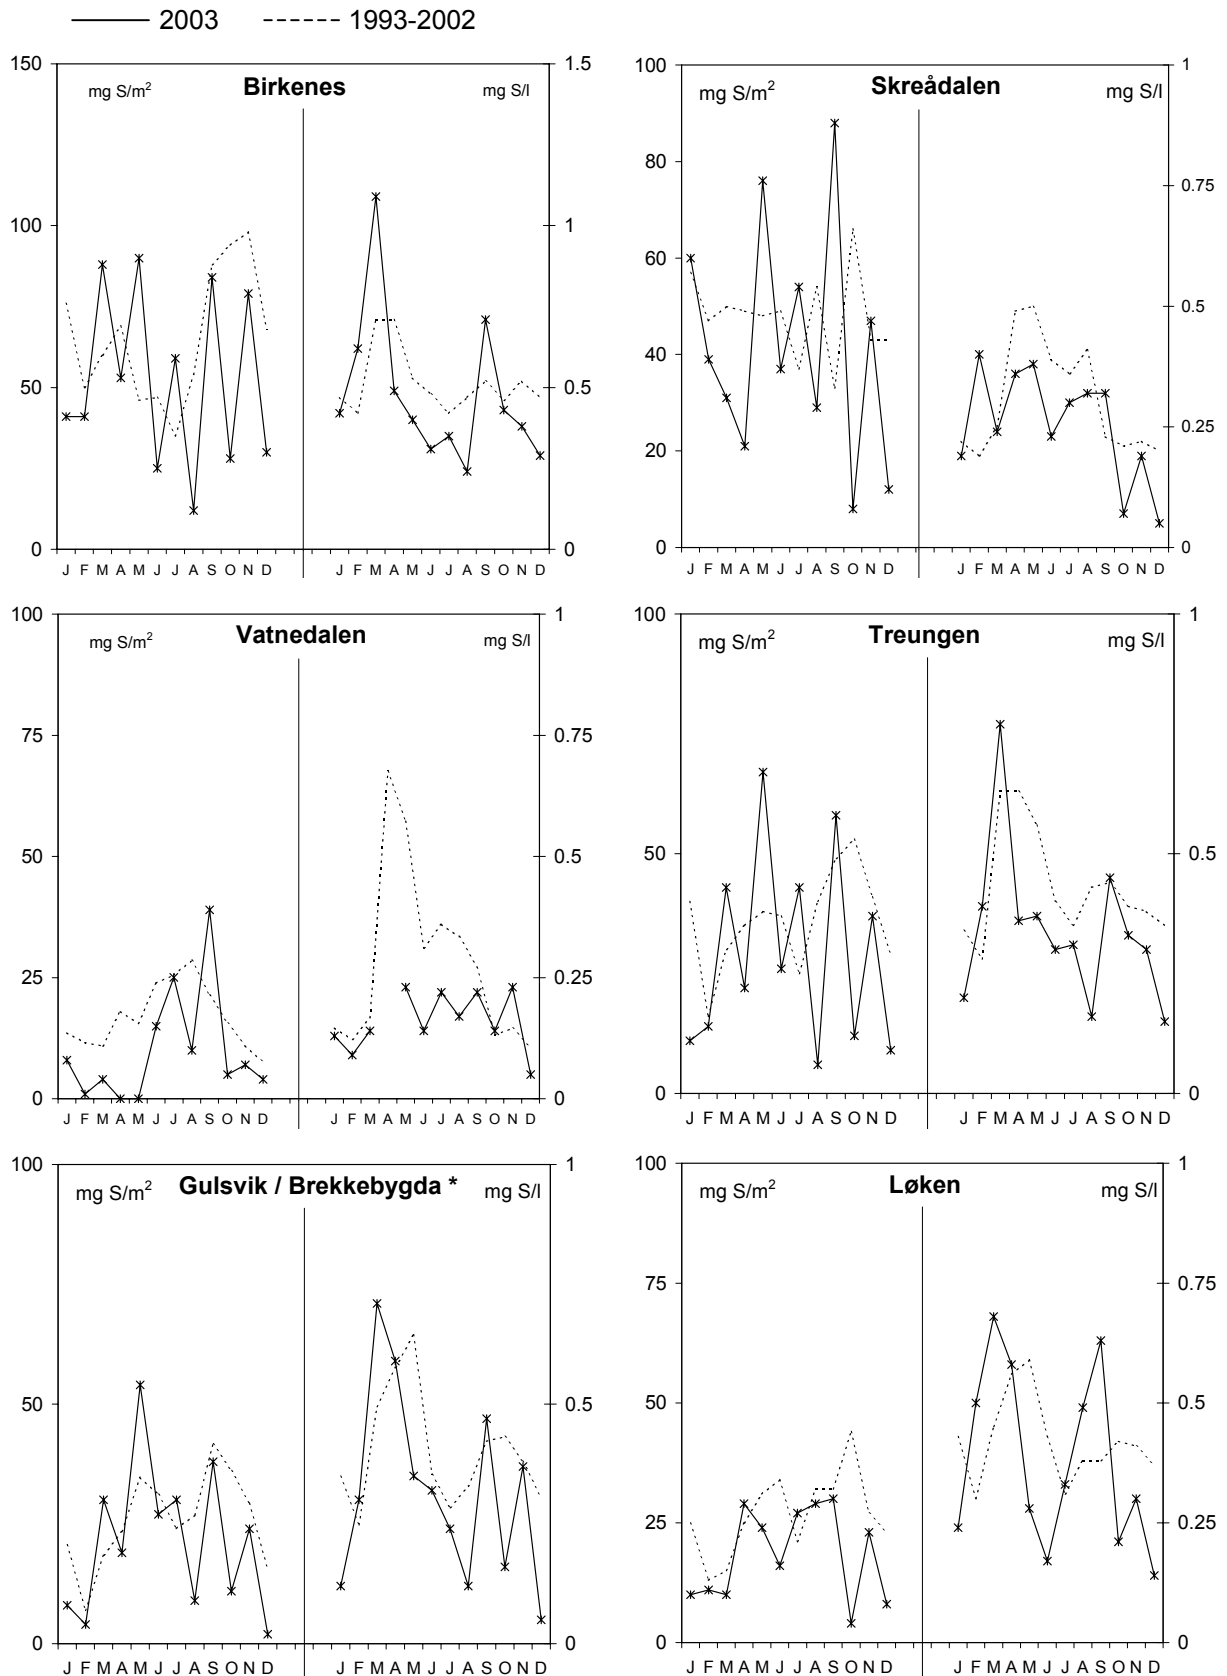 2003 1993-2002
150 1.5 100 1
mg S/m² Birkenes mg S/l mg S/m² Skreådalen mg S/l
80 0.75
100 1
60 0.5
50 0.5 40
20 0.25
0 0 0 0
J F M A M J J A S O N D J F M A M J J A S O N D J F M A M J J A S O N D J F M A M J J A S O N D
100 1 100 1
mg S/m² Vatnedalen mg S/l mg S/m² Treungen mg S/l
75 0.75
50 0.5 50 0.5
25 0.25
0 0 0 0
J F M A M J J A S O N D J F M A M J J A S O N D J F M A M J J A S O N D J F M A M J J A S O N D
100 1 100 1
mg S/m² Gulsvik / Brekkebygda * mg S/l mg S/m² Løken mg S/l
75 0.75
50 0.5 50 0.5
25 0.25
0 0 0 0
J F M A M J J A S O N D J F M A M J J A S O N D J F M A M J J A S O N D J F M A M J J A S O N D